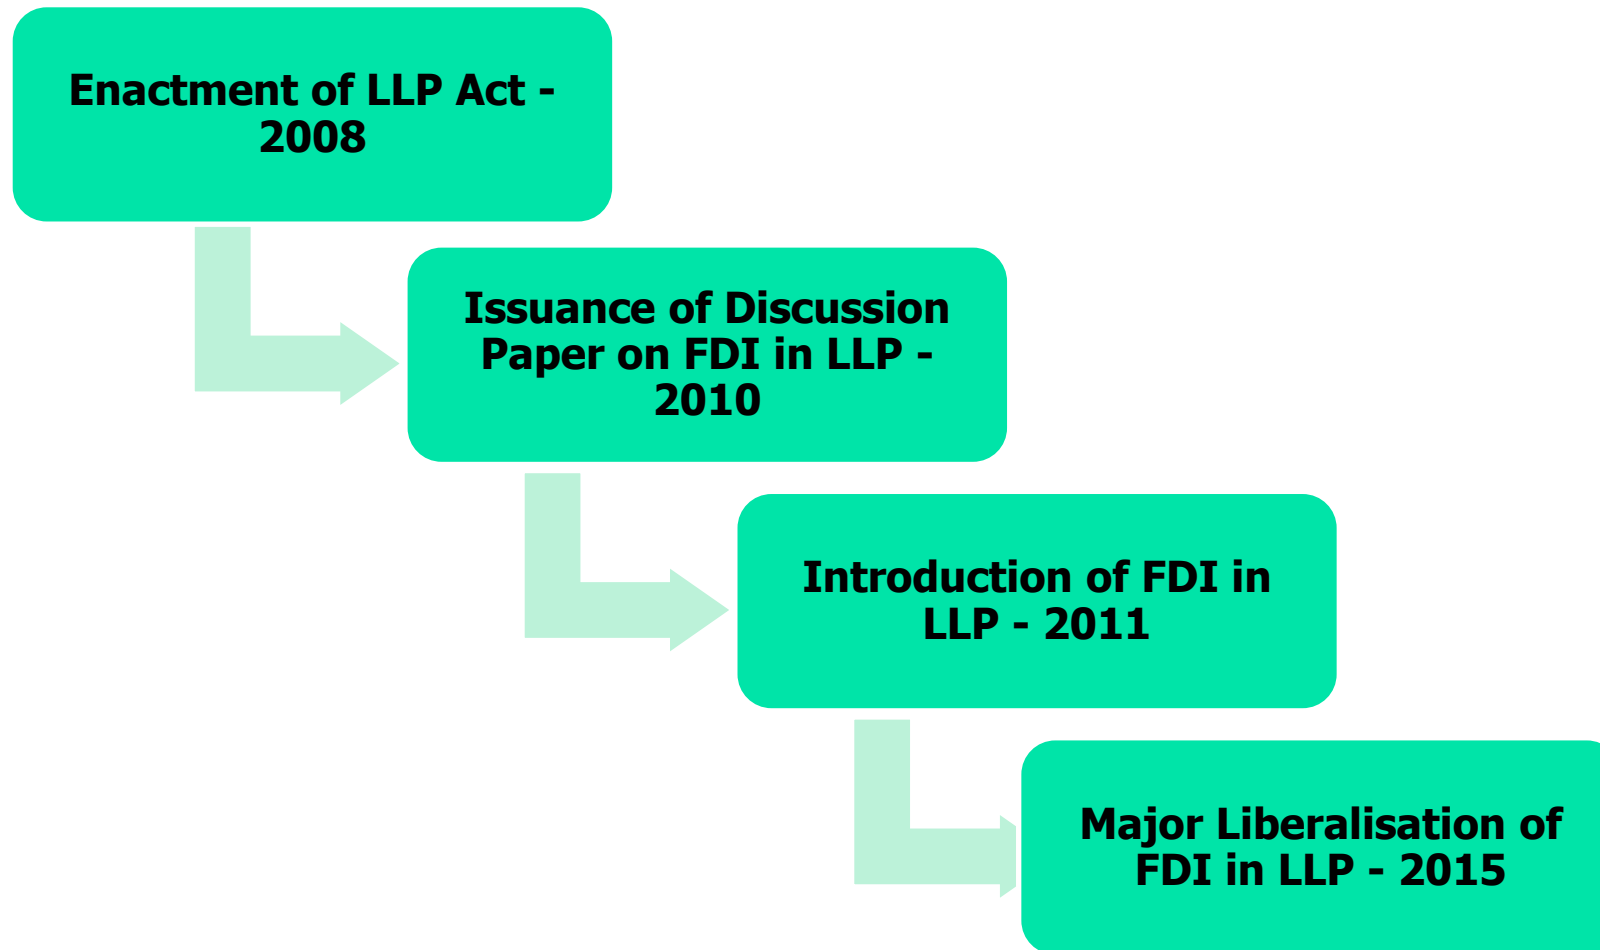 Enactment of LLP Act -
2008
Issuance of Discussion
Paper on FDI in LLP -
2010
Introduction of FDI in
LLP - 2011
Major Liberalisation of
FDI in LLP - 2015